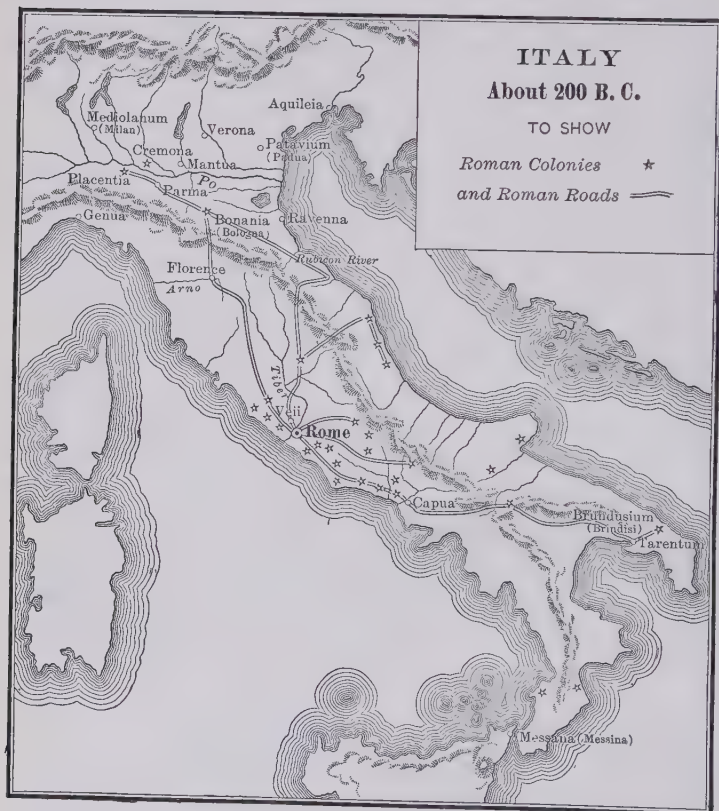 ITALY
About 200 B. C.
TO SHOW
Roman Colonies
and Roman Roads
Aquileia
Mediolanum
(Milan)
Verona
Patavium
(Padua)
Cremona
Mantua
Placentia
Po
Parma
Genua
Bonania
(Bologna)
Ravenna
Rubicon River
Florence
Arno
Tiber
Veii
Rome
Capua
Brundusium
(Brindisi)
Tarentum
Messana (Messina)